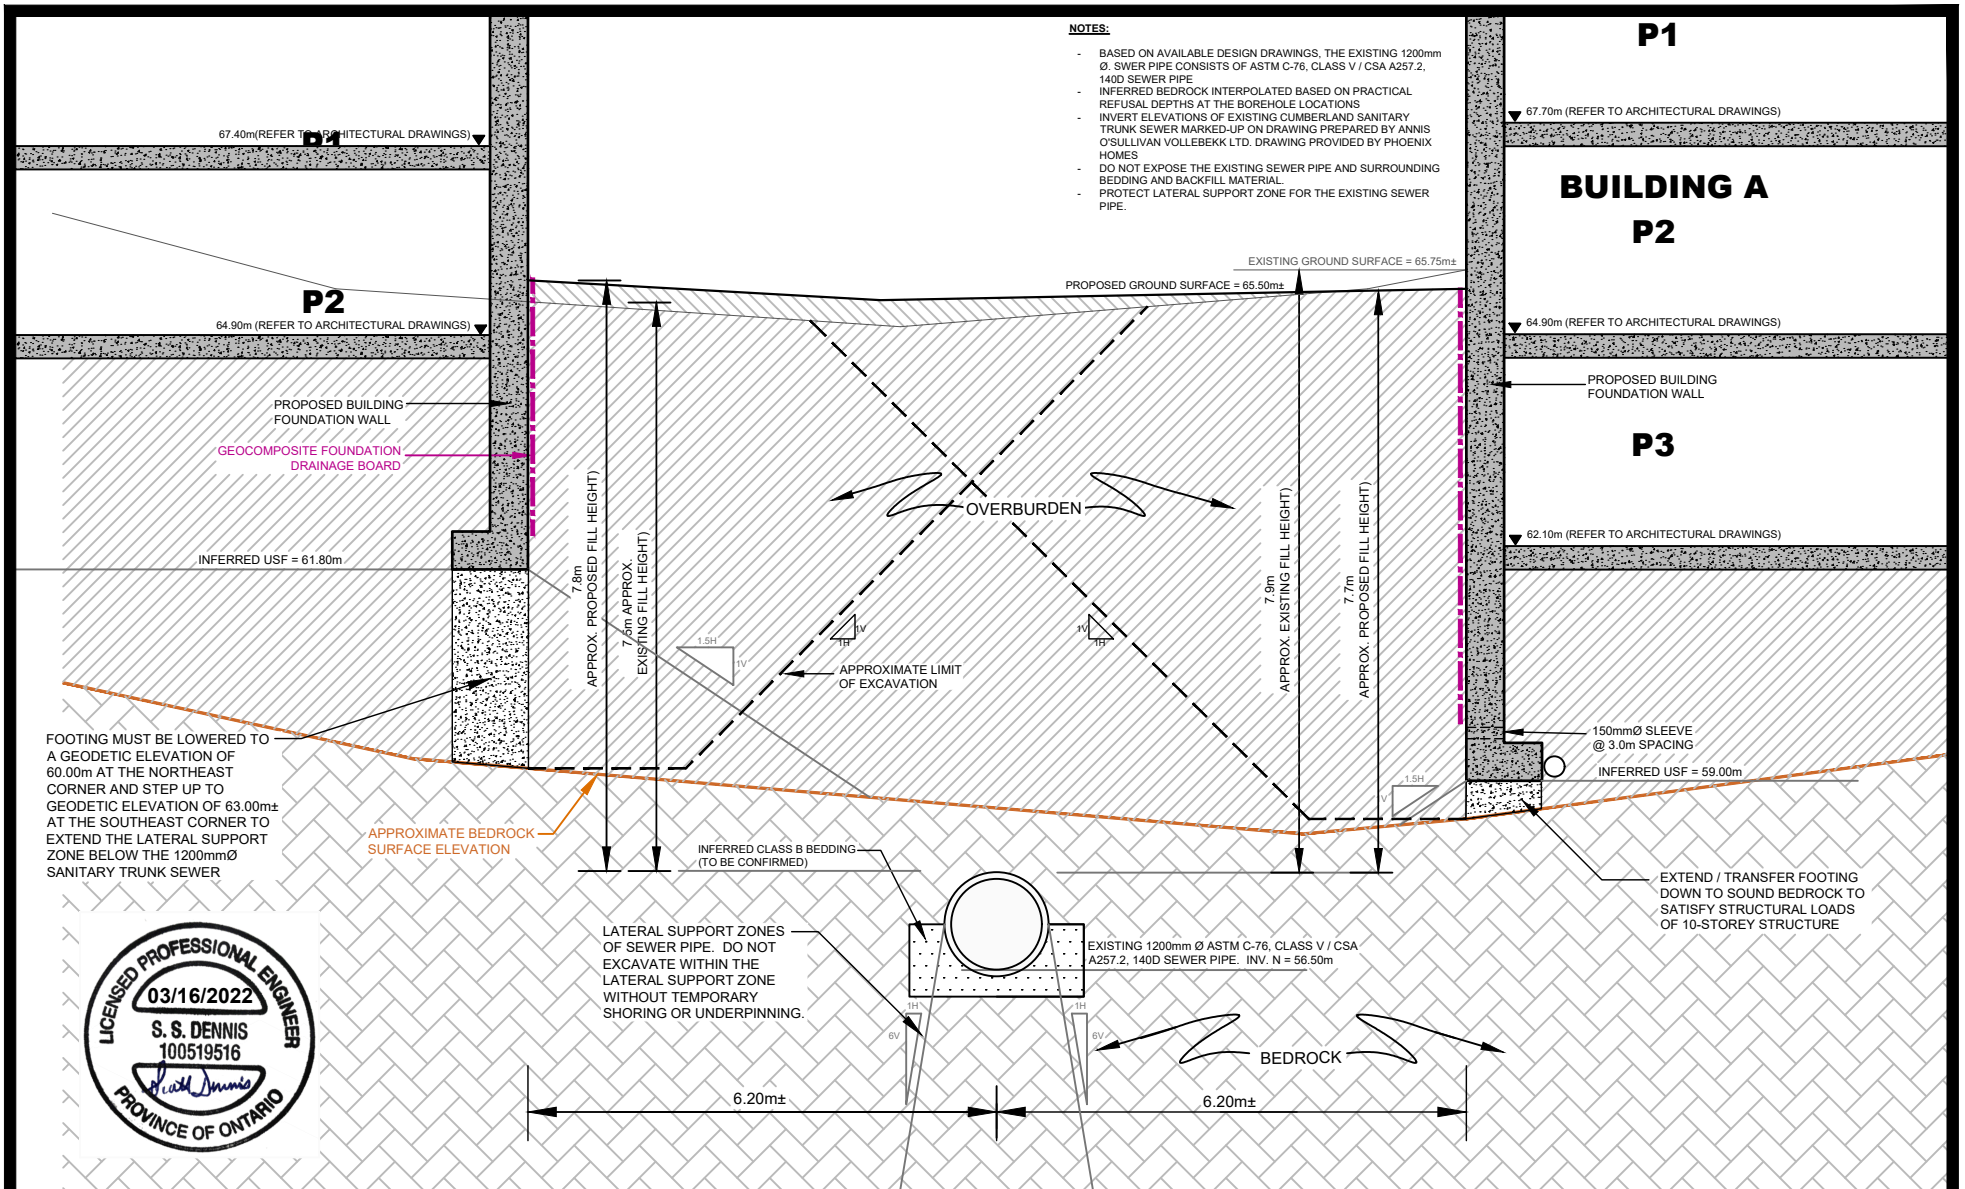 NOTES:
- BASED ON AVAILABLE DESIGN DRAWINGS, THE EXISTING 1200mm
Ø. SWER PIPE CONSISTS OF ASTM C-76, CLASS V / CSA A257.2,
140D SEWER PIPE
- INFERRED BEDROCK INTERPOLATED BASED ON PRACTICAL
REFUSAL DEPTHS AT THE BOREHOLE LOCATIONS
- INVERT ELEVATIONS OF EXISTING CUMBERLAND SANITARY
TRUNK SEWER MARKED-UP ON DRAWING PREPARED BY ANNIS
O'SULLIVAN VOLLEBEKK LTD. DRAWING PROVIDED BY PHOENIX
HOMES
- DO NOT EXPOSE THE EXISTING SEWER PIPE AND SURROUNDING
BEDDING AND BACKFILL MATERIAL.
- PROTECT LATERAL SUPPORT ZONE FOR THE EXISTING SEWER
PIPE.
P1
67.70m (REFER TO ARCHITECTURAL DRAWINGS)
67.40m(REFER TO ARCHITECTURAL DRAWINGS)
P1
BUILDING A
P2
EXISTING GROUND SURFACE = 65.75m±
PROPOSED GROUND SURFACE = 65.50m±
P2
64.90m (REFER TO ARCHITECTURAL DRAWINGS)
64.90m (REFER TO ARCHITECTURAL DRAWINGS)
PROPOSED BUILDING
FOUNDATION WALL
PROPOSED BUILDING
FOUNDATION WALL
GEOCOMPOSITE FOUNDATION
DRAINAGE BOARD
P3
OVERBURDEN
7.8m
APPROX. PROPOSED FILL HEIGHT)
7.5m APPROX.
EXISTING FILL HEIGHT)
7.9m
APPROX. EXISTING FILL HEIGHT)
7.7m
APPROX. PROPOSED FILL HEIGHT)
62.10m (REFER TO ARCHITECTURAL DRAWINGS)
INFERRED USF = 61.80m
1.5H
1V
1V
1H
1V
1H
APPROXIMATE LIMIT
OF EXCAVATION
FOOTING MUST BE LOWERED TO
A GEODETIC ELEVATION OF
60.00m AT THE NORTHEAST
CORNER AND STEP UP TO
GEODETIC ELEVATION OF 63.00m±
AT THE SOUTHEAST CORNER TO
EXTEND THE LATERAL SUPPORT
ZONE BELOW THE 1200mmØ
SANITARY TRUNK SEWER
150mmØ SLEEVE
@ 3.0m SPACING
INFERRED USF = 59.00m
1.5H
V
APPROXIMATE BEDROCK
SURFACE ELEVATION
INFERRED CLASS B BEDDING
(TO BE CONFIRMED)
EXTEND / TRANSFER FOOTING
DOWN TO SOUND BEDROCK TO
SATISFY STRUCTURAL LOADS
OF 10-STOREY STRUCTURE
LATERAL SUPPORT ZONES
OF SEWER PIPE. DO NOT
EXCAVATE WITHIN THE
LATERAL SUPPORT ZONE
WITHOUT TEMPORARY
SHORING OR UNDERPINNING.
EXISTING 1200mm Ø ASTM C-76, CLASS V / CSA
A257.2, 140D SEWER PIPE. INV. N = 56.50m
1H
6V
1H
6V
BEDROCK
6.20m±
6.20m±
LICENSED PROFESSIONAL ENGINEER
03/16/2022
S. S. DENNIS
100519516
Scott Dennis
PROVINCE OF ONTARIO